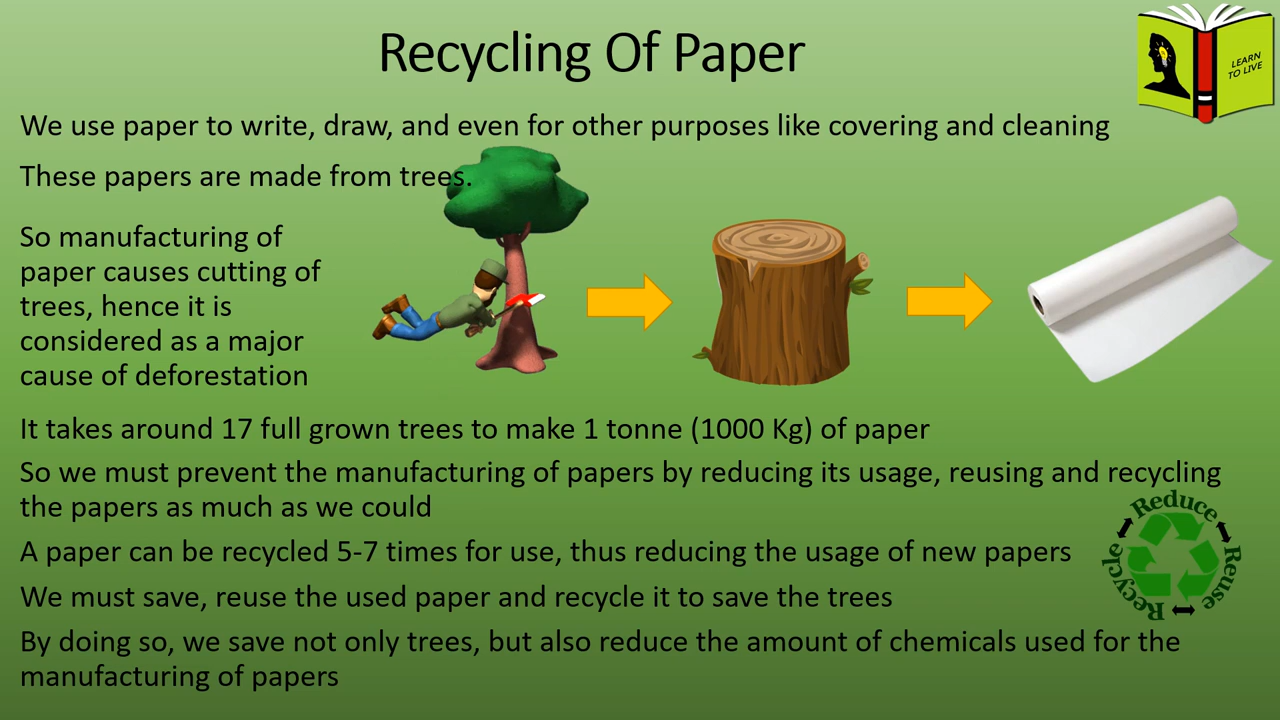 Recycling Of Paper
LEARN
TO LIVE
We use paper to write, draw, and even for other purposes like covering and cleaning
These papers are made from trees.
So manufacturing of
paper causes cutting of
trees, hence it is
considered as a major
cause of deforestation
It takes around 17 full grown trees to make 1 tonne (1000 Kg) of paper
So we must prevent the manufacturing of papers by reducing its usage, reusing and recycling
the papers as much as we could
A paper can be recycled 5-7 times for use, thus reducing the usage of new papers
We must save, reuse the used paper and recycle it to save the trees
By doing so, we save not only trees, but also reduce the amount of chemicals used for the
manufacturing of papers
Reduce
Reuse
Recycle